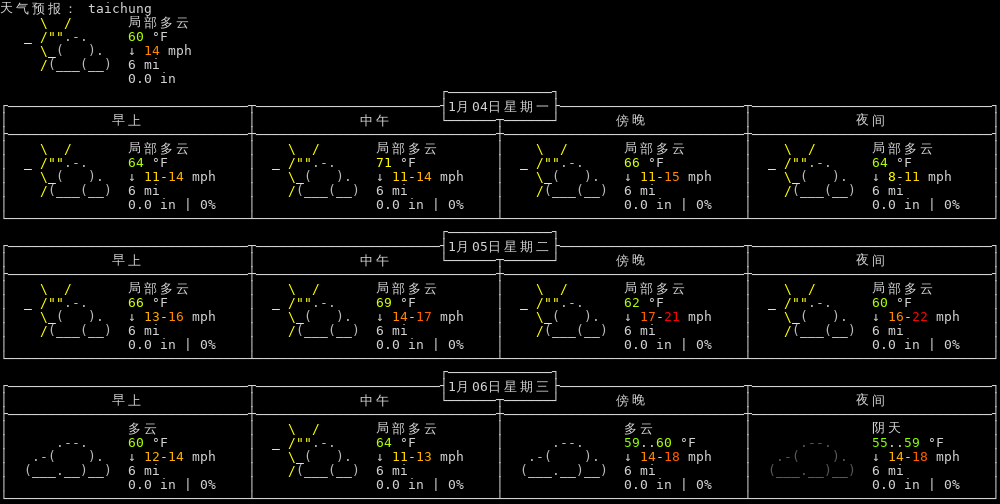 天气预报： taichung
局部多云
60 °F
↓ 14 mph
6 mi
0.0 in
1月04日星期一
早上 中午 傍晚 夜间
局部多云 局部多云 局部多云 局部多云
64 °F 71 °F 66 °F 64 °F
↓ 11-14 mph ↓ 11-14 mph ↓ 11-15 mph ↓ 8-11 mph
6 mi 6 mi 6 mi 6 mi
0.0 in | 0% 0.0 in | 0% 0.0 in | 0% 0.0 in | 0%
1月05日星期二
早上 中午 傍晚 夜间
局部多云 局部多云 局部多云 局部多云
66 °F 69 °F 62 °F 60 °F
↓ 13-16 mph ↓ 14-17 mph ↓ 17-21 mph ↓ 16-22 mph
6 mi 6 mi 6 mi 6 mi
0.0 in | 0% 0.0 in | 0% 0.0 in | 0% 0.0 in | 0%
1月06日星期三
早上 中午 傍晚 夜间
多云 局部多云 多云 阴天
60 °F 64 °F 59..60 °F 55..59 °F
↓ 12-14 mph ↓ 11-13 mph ↓ 14-18 mph ↓ 14-18 mph
6 mi 6 mi 6 mi 6 mi
0.0 in | 0% 0.0 in | 0% 0.0 in | 0% 0.0 in | 0%